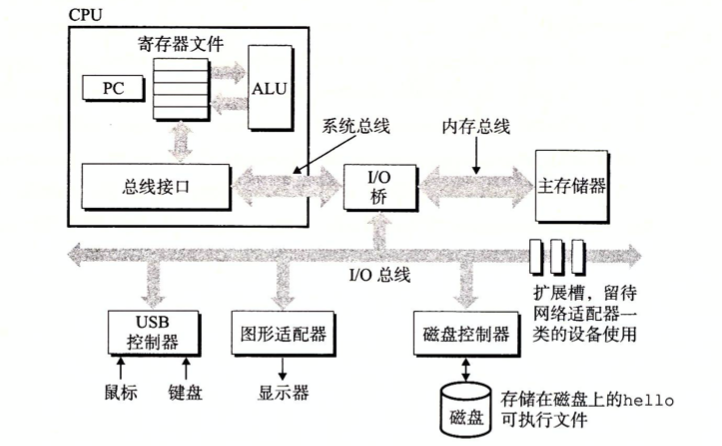 CPU
寄存器文件
PC
ALU
系统总线
内存总线
总线接口
I/O
桥
主存储器
I/O 总线
扩展槽，留待
网络适配器一
类的设备使用
USB
控制器
图形适配器
磁盘控制器
鼠标
键盘
显示器
磁盘
存储在磁盘上的hello
可执行文件